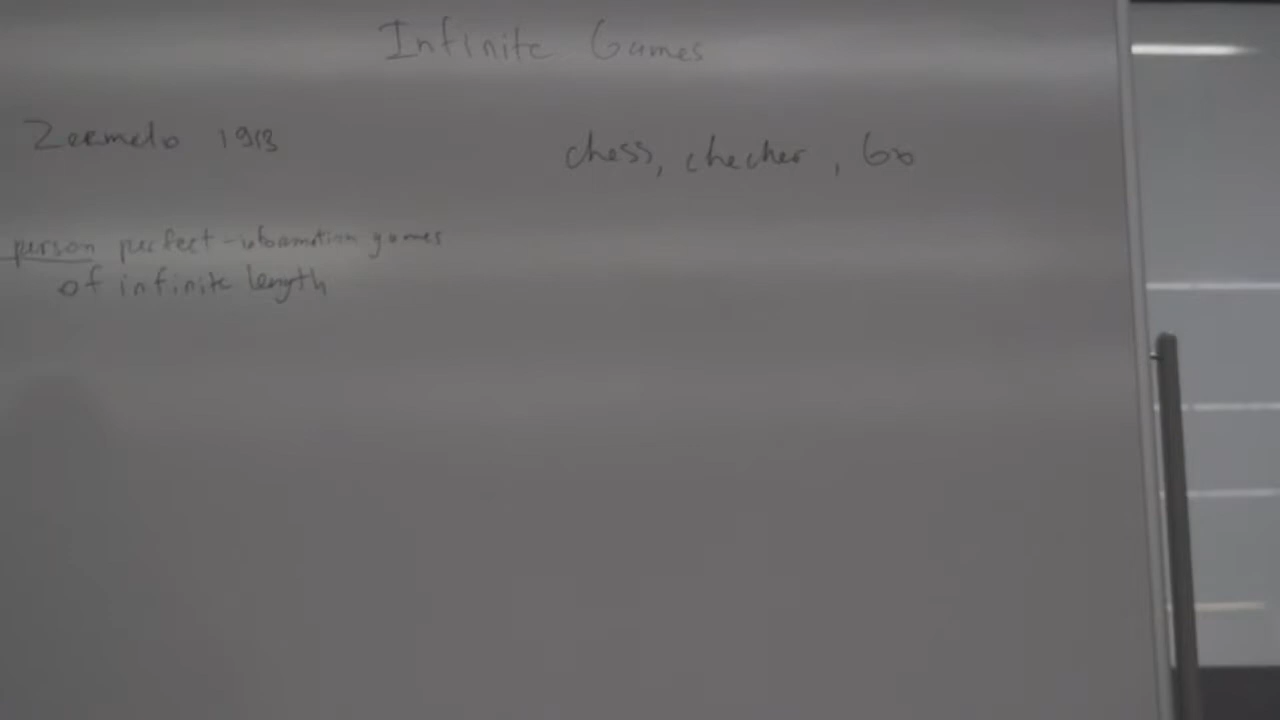 Infinite Games
Zermelo 1913
chess, checker, Go
person perfect-information games
of infinite length